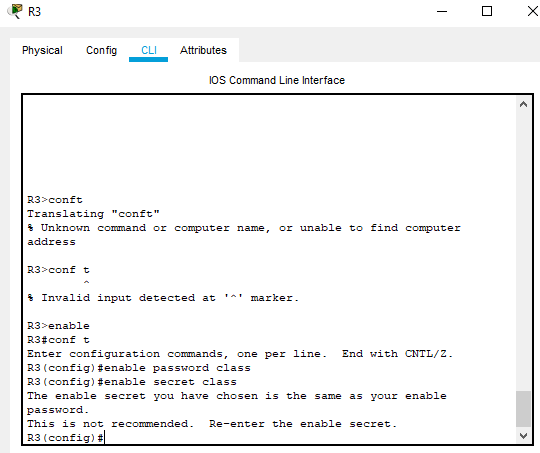 R3
Physical Config CLI Attributes
IOS Command Line Interface
R3>conft
Translating "conft"
% Unknown command or computer name, or unable to find computer
address
R3>conf t
^
% Invalid input detected at '^' marker.
R3>enable
R3#conf t
Enter configuration commands, one per line.  End with CNTL/Z.
R3(config)#enable password class
R3(config)#enable secret class
The enable secret you have chosen is the same as your enable
password.
This is not recommended.  Re-enter the enable secret.
R3(config)#